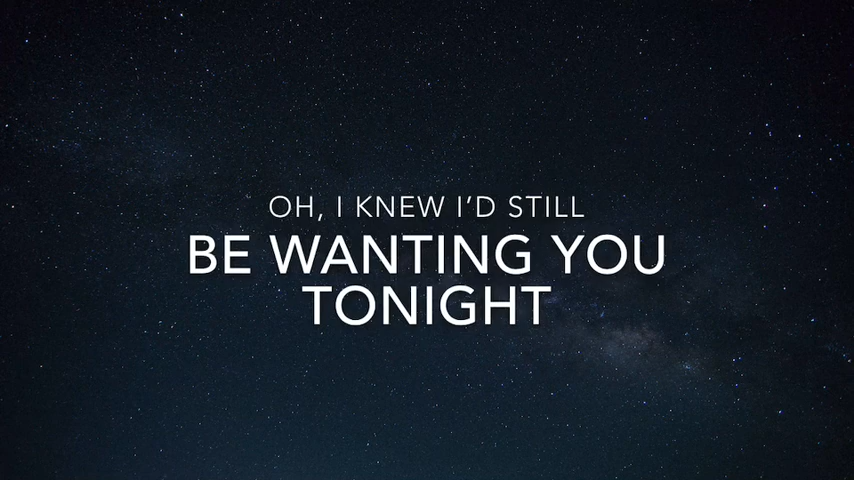 OH, I KNEW I’D STILL
BE WANTING YOU
TONIGHT